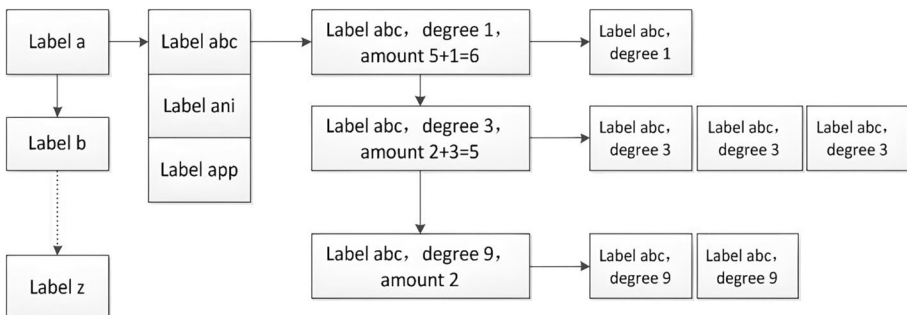 Label a
Label abc
Label abc，degree 1，
amount 5+1=6
Label abc，
degree 1
Label ani
Label b
Label abc，degree 3，
amount 2+3=5
Label abc，
degree 3
Label abc，
degree 3
Label abc，
degree 3
Label app
Label z
Label abc，degree 9，
amount 2
Label abc，
degree 9
Label abc，
degree 9